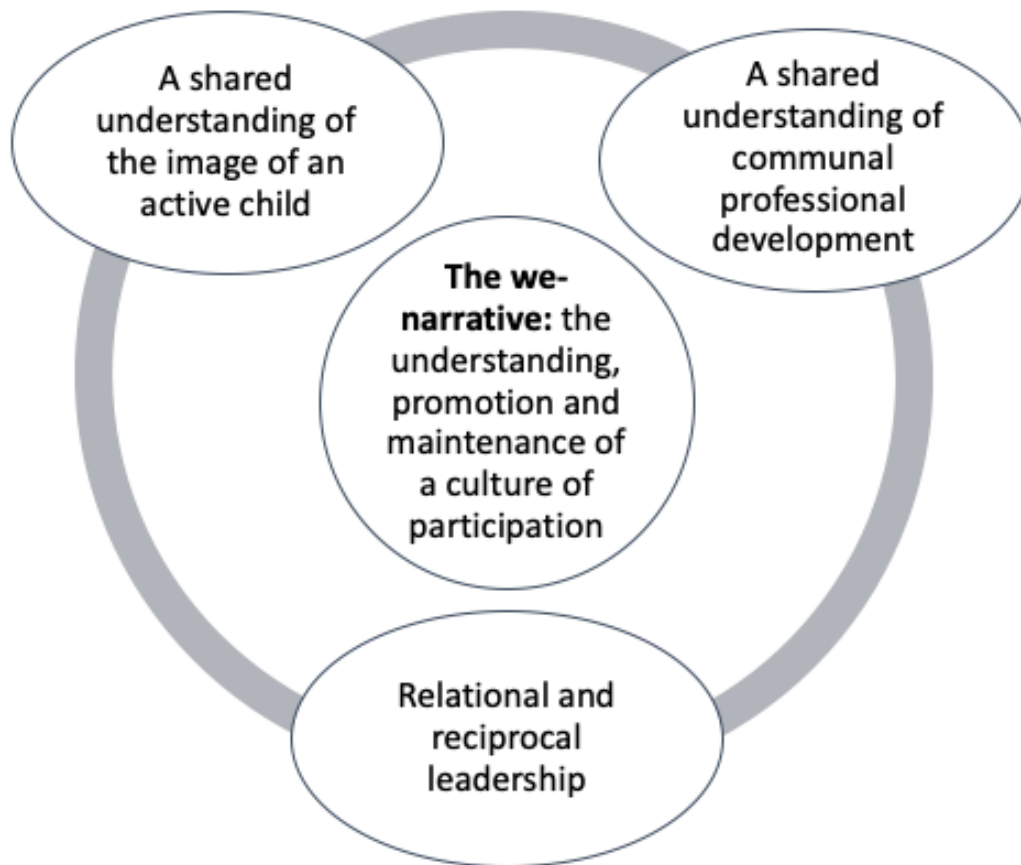 A shared
understanding of
the image of an
active child
A shared
understanding of
communal
professional
development
The we-
narrative: the
understanding,
promotion and
maintenance of
a culture of
participation
Relational and
reciprocal
leadership